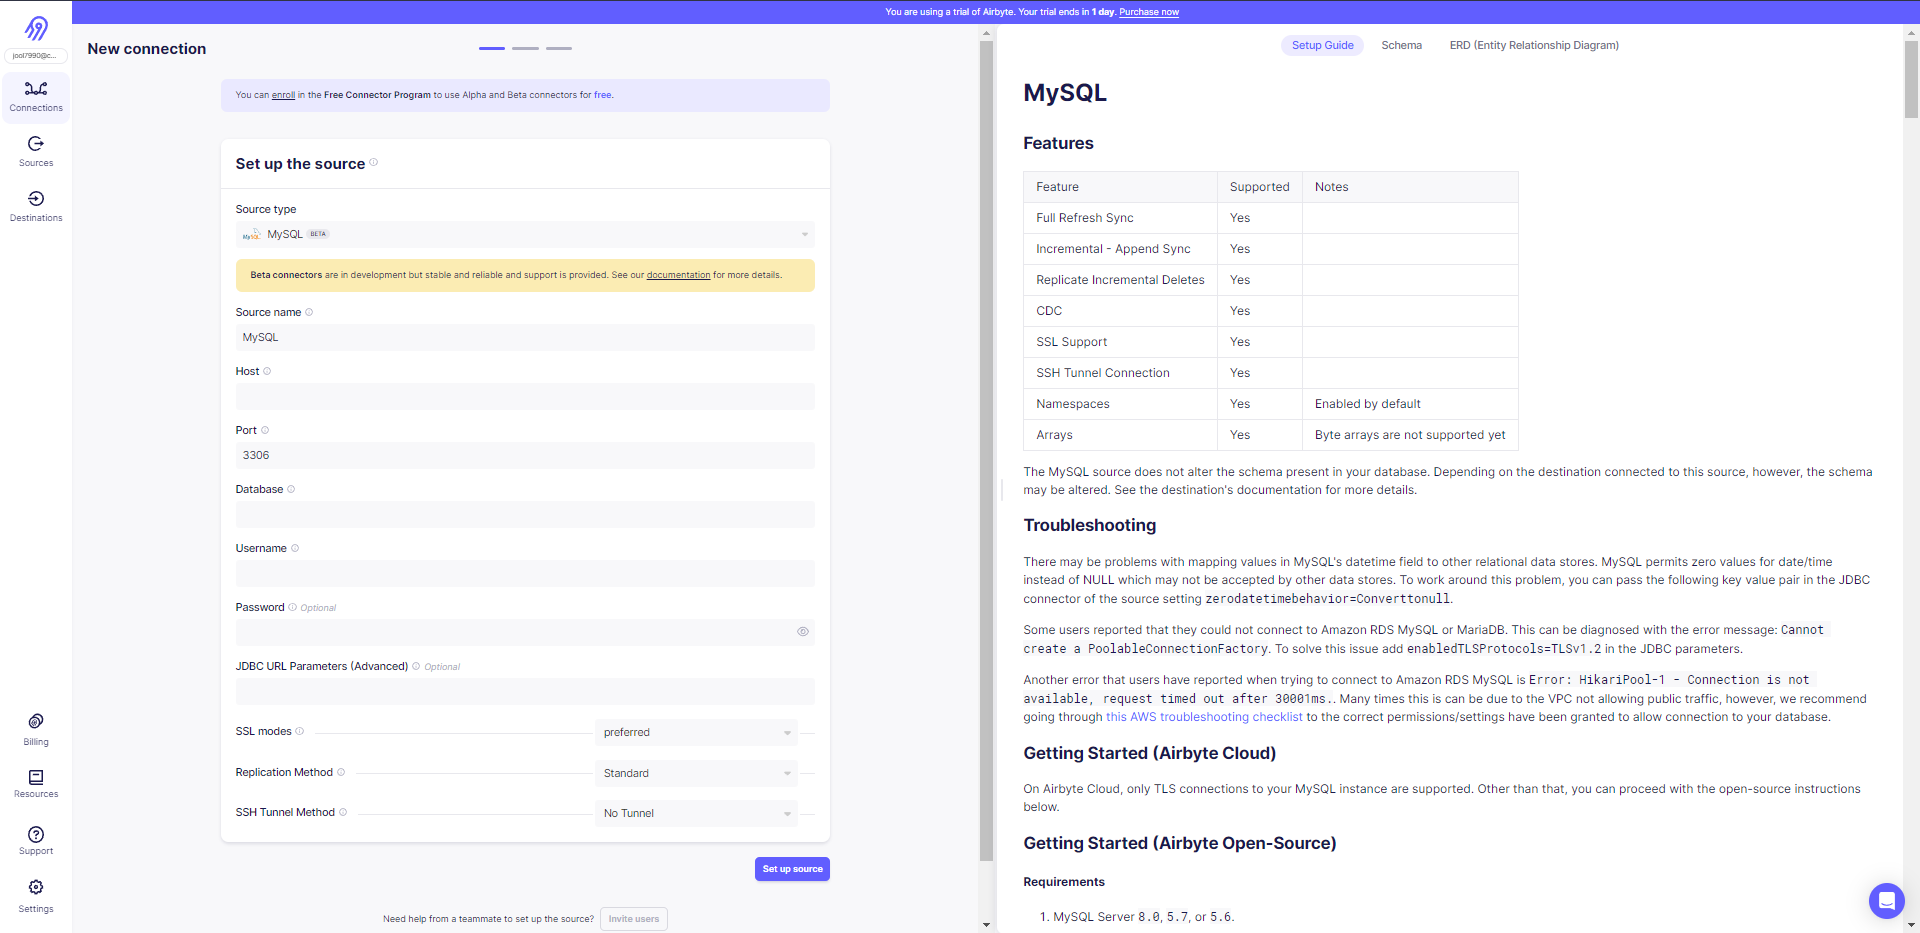 You are using a trial of Airbyte. Your trial ends in 1 day. Purchase now
jool7990@c...
Connections
Sources
Destinations
Billing
Resources
Support
Settings
New connection
You can enroll in the Free Connector Program to use Alpha and Beta connectors for free.
Set up the source
Source type
MySQL BETA
Beta connectors are in development but stable and reliable and support is provided. See our documentation for more details.
Source name
MySQL
Host
Port
3306
Database
Username
Password Optional
JDBC URL Parameters (Advanced) Optional
SSL modes preferred
Replication Method Standard
SSH Tunnel Method No Tunnel
Set up source
Need help from a teammate to set up the source? Invite users
Setup Guide Schema ERD (Entity Relationship Diagram)
MySQL
Features
Feature Supported Notes
Full Refresh Sync Yes
Incremental - Append Sync Yes
Replicate Incremental Deletes Yes
CDC Yes
SSL Support Yes
SSH Tunnel Connection Yes
Namespaces Yes Enabled by default
Arrays Yes Byte arrays are not supported yet
The MySQL source does not alter the schema present in your database. Depending on the destination connected to this source, however, the schema
may be altered. See the destination's documentation for more details.
Troubleshooting
There may be problems with mapping values in MySQL's datetime field to other relational data stores. MySQL permits zero values for date/time
instead of NULL which may not be accepted by other data stores. To work around this problem, you can pass the following key value pair in the JDBC
connector of the source setting zerodatetimebehavior=Converttonull.
Some users reported that they could not connect to Amazon RDS MySQL or MariaDB. This can be diagnosed with the error message: Cannot
create a PoolableConnectionFactory. To solve this issue add enabledTLSProtocols=TLSv1.2 in the JDBC parameters.
Another error that users have reported when trying to connect to Amazon RDS MySQL is Error: HikariPool-1 - Connection is not
available, request timed out after 30001ms.. Many times this is can be due to the VPC not allowing public traffic, however, we recommend
going through this AWS troubleshooting checklist to the correct permissions/settings have been granted to allow connection to your database.
Getting Started (Airbyte Cloud)
On Airbyte Cloud, only TLS connections to your MySQL instance are supported. Other than that, you can proceed with the open-source instructions
below.
Getting Started (Airbyte Open-Source)
Requirements
1. MySQL Server 8.0, 5.7, or 5.6.